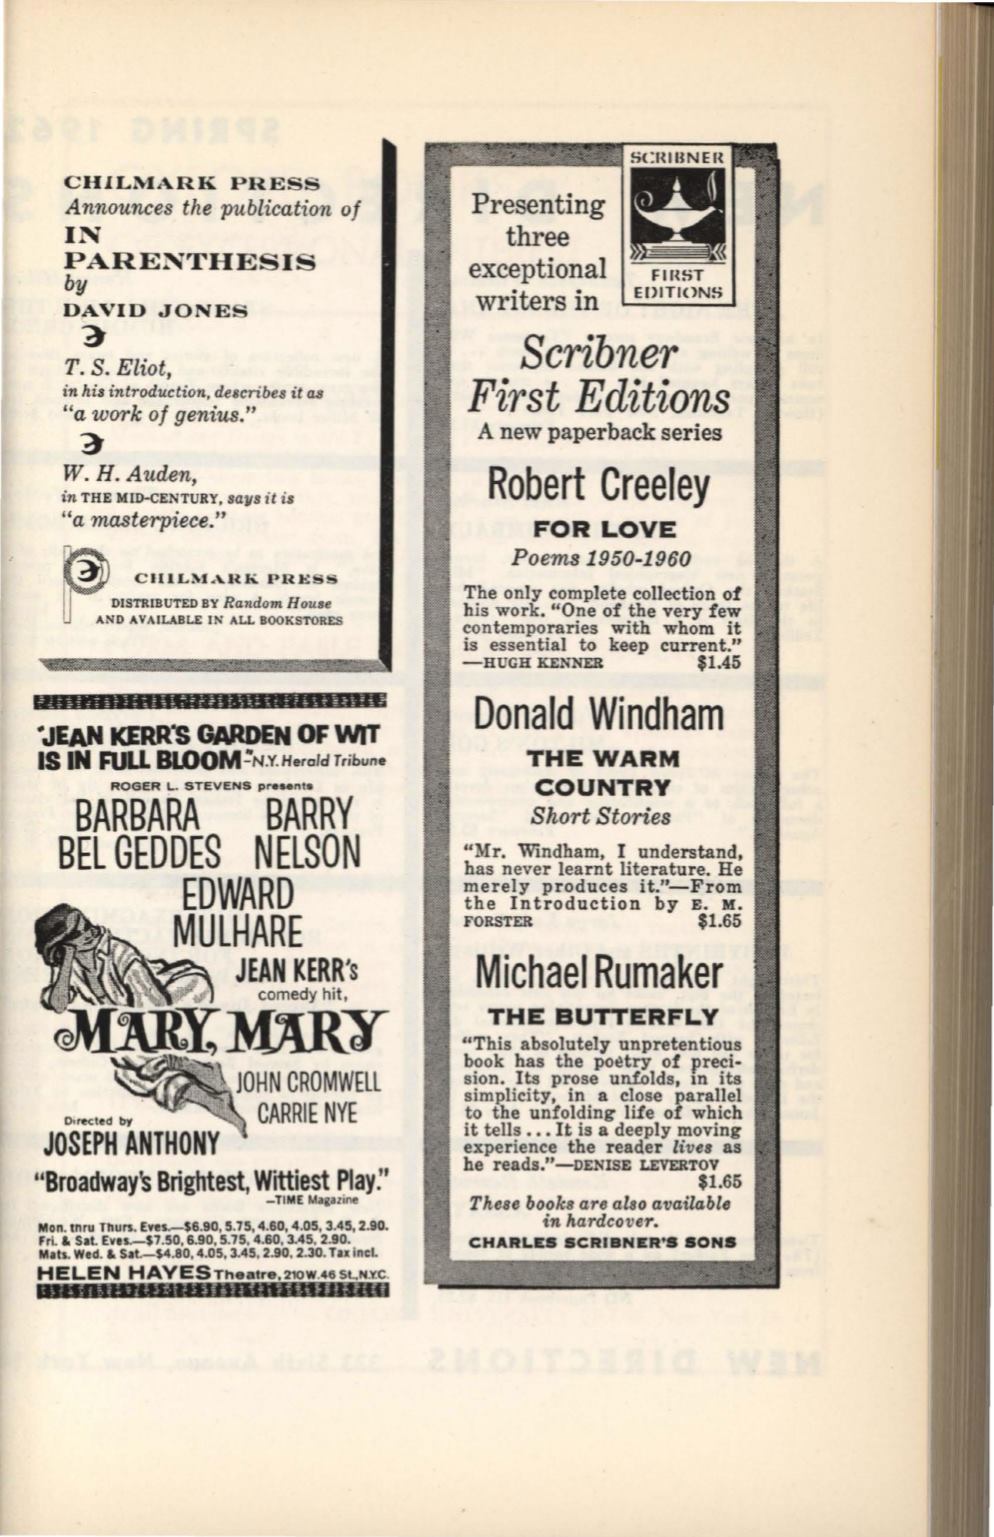 CHILMARK PRESS
Announces the publication of
IN
PARENTHESIS
by
DAVID JONES
T. S. Eliot,
in his introduction, describes it as
"a work of genius."
W. H. Auden,
in THE MID-CENTURY, says it is
"a masterpiece."
CHILMARK PRESS
DISTRIBUTED BY Random House
AND AVAILABLE IN ALL BOOKSTORES
"JEAN KERR'S GARDEN OF WIT
IS IN FULL BLOOM"-N.Y. Herald Tribune
ROGER L. STEVENS presents
BARBARA BARRY
BEL GEDDES NELSON
EDWARD
MULHARE
JEAN KERR's
comedy hit,
MARY, MARY
JOHN CROMWELL
CARRIE NYE
Directed by
JOSEPH ANTHONY
"Broadway's Brightest, Wittiest Play."
—TIME Magazine
Mon. thru Thurs. Eves.—$6.90, 5.75, 4.60, 4.05, 3.45, 2.90.
Fri. & Sat. Eves.—$7.50, 6.90, 5.75, 4.60, 3.45, 2.90.
Mats. Wed. & Sat.—$4.80, 4.05, 3.45, 2.90, 2.30. Tax incl.
HELEN HAYES Theatre, 210 W. 46 St., N.Y.C.
SCRIBNER
FIRST
EDITIONS
Presenting
three
exceptional
writers in
Scribner
First Editions
A new paperback series
Robert Creeley
FOR LOVE
Poems 1950-1960
The only complete collection of
his work. "One of the very few
contemporaries with whom it
is essential to keep current."
—HUGH KENNER $1.45
Donald Windham
THE WARM
COUNTRY
Short Stories
"Mr. Windham, I understand,
has never learnt literature. He
merely produces it."—From
the Introduction by E. M.
FORSTER $1.65
Michael Rumaker
THE BUTTERFLY
"This absolutely unpretentious
book has the poetry of preci-
sion. Its prose unfolds, in its
simplicity, in a close parallel
to the unfolding life of which
it tells . . . It is a deeply moving
experience the reader lives as
he reads."—DENISE LEVERTOV
$1.65
These books are also available
in hardcover.
CHARLES SCRIBNER'S SONS